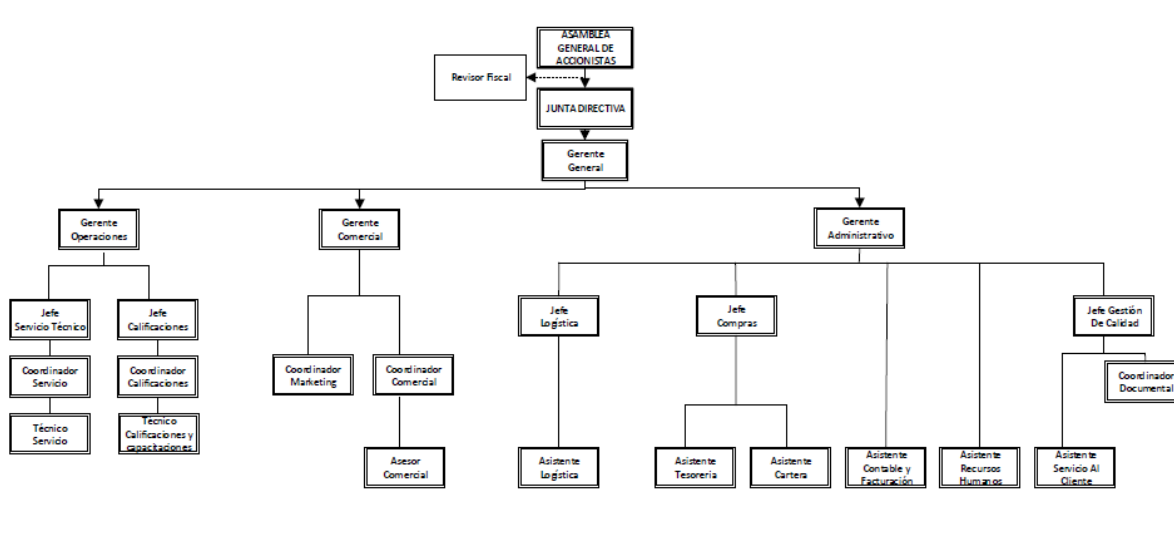 ASAMBLEA
GENERAL DE
ACCIONISTAS
Revisor Fiscal
JUNTA DIRECTIVA
Gerente
General
Gerente
Operaciones
Gerente
Comercial
Gerente
Administrativo
Jefe
Servicio Técnico
Jefe
Calificaciones
Jefe
Logística
Jefe
Compras
Jefe Gestión
De Calidad
Coordinador
Servicio
Coordinador
Calificaciones
Coordinador
Marketing
Coordinador
Comercial
Coordinador
Documental
Técnico
Servicio
Técnico
Calificaciones y
capacitaciones
Asesor
Comercial
Asistente
Logística
Asistente
Tesoreria
Asistente
Cartera
Asistente
Contable y
Facturación
Asistente
Recursos
Humanos
Asistente
Servicio Al
Cliente